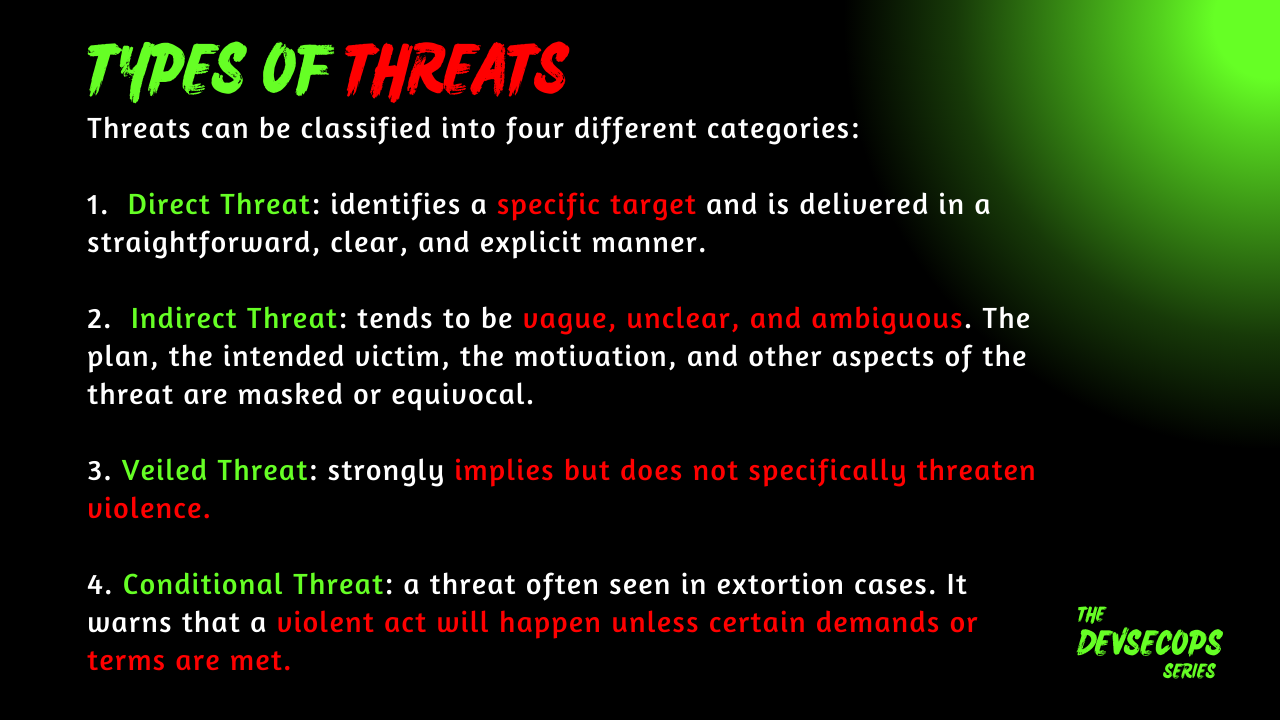 TYPES OF THREATS
Threats can be classified into four different categories:
1. Direct Threat: identifies a specific target and is delivered in a
straightforward, clear, and explicit manner.
2. Indirect Threat: tends to be vague, unclear, and ambiguous. The
plan, the intended victim, the motivation, and other aspects of the
threat are masked or equivocal.
3. Veiled Threat: strongly implies but does not specifically threaten
violence.
4. Conditional Threat: a threat often seen in extortion cases. It
warns that a violent act will happen unless certain demands or
terms are met.
THE
DEVSECOPS
SERIES